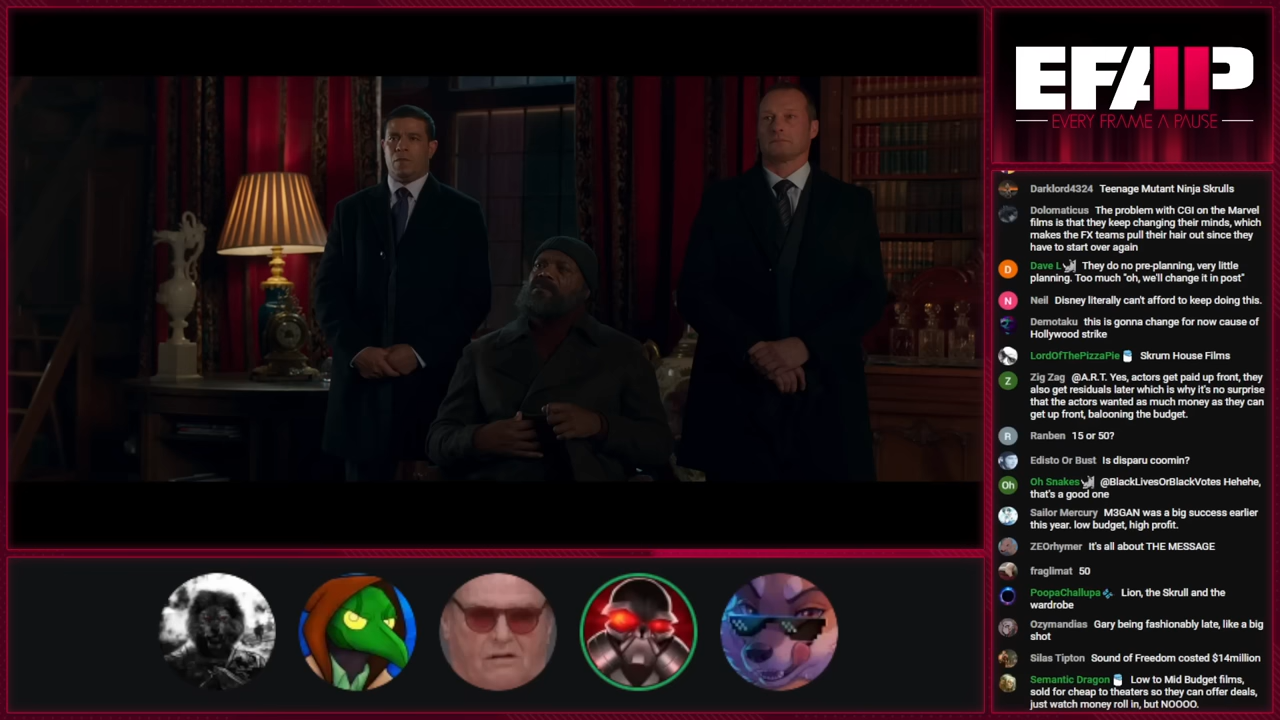 EFAP
EVERY FRAME A PAUSE
Darklord4324 Teenage Mutant Ninja Skrulls
Dolomaticus The problem with CGI on the Marvel
films is that they keep changing their minds, which
makes the FX teams pull their hair out since they
have to start over again
D
Dave L They do no pre-planning, very little
planning. Too much "oh, we'll change it in post"
N
Neil Disney literally can't afford to keep doing this.
Demotaku this is gonna change for now cause of
Hollywood strike
LordOfThePizzaPie Skrum House Films
Z
Zig Zag @A.R.T. Yes, actors get paid up front, they
also get residuals later which is why it's no surprise
that the actors wanted as much money as they can
get up front, balooning the budget.
R
Ranben 15 or 50?
Edisto Or Bust Is disparu coomin?
Oh
Oh Snakes @BlackLivesOrBlackVotes Hehehe,
that's a good one
Sailor Mercury M3GAN was a big success earlier
this year. low budget, high profit.
ZEOrhymer It's all about THE MESSAGE
fraglimat 50
PoopaChallupa Lion, the Skrull and the
wardrobe
Ozymandias Gary being fashionably late, like a big
shot
Silas Tipton Sound of Freedom costed $14million
Semantic Dragon Low to Mid Budget films,
sold for cheap to theaters so they can offer deals,
just watch money roll in, but NOOOO.